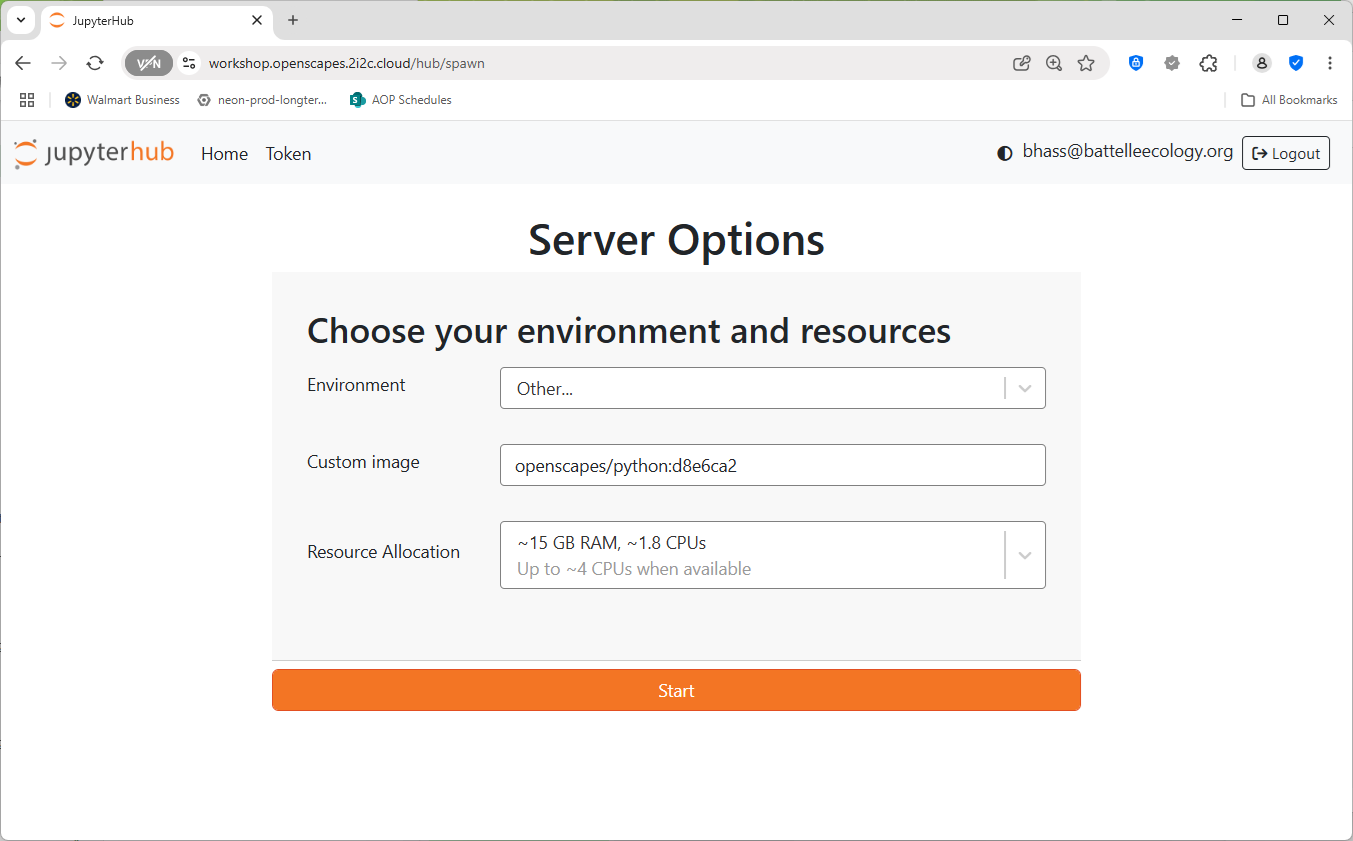 JupyterHub
VPN
workshop.openscapes.2i2c.cloud/hub/spawn
Walmart Business
neon-prod-longter...
AOP Schedules
All Bookmarks
jupyterhub
Home
Token
bhass@battelleecology.org
Logout
Server Options
Choose your environment and resources
Environment
Other...
Custom image
openscapes/python:d8e6ca2
Resource Allocation
~15 GB RAM, ~1.8 CPUs
Up to ~4 CPUs when available
Start